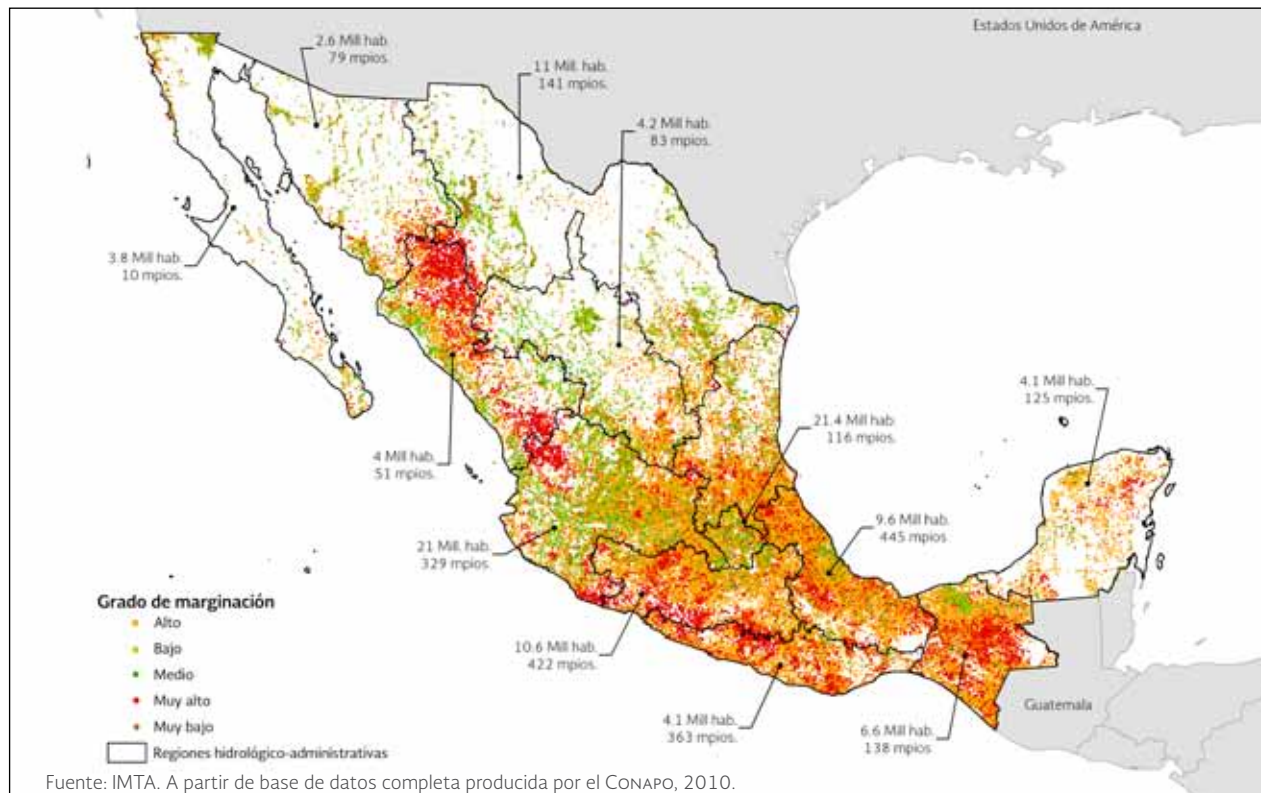 Estados Unidos de América
2.6 Mill hab.
79 mpios.
11 Mill. hab.
141 mpios.
4.2 Mill hab.
83 mpios.
3.8 Mill hab.
10 mpios.
4.1 Mill hab.
125 mpios.
21.4 Mill hab.
116 mpios.
4 Mill hab.
51 mpios.
9.6 Mill hab.
445 mpios.
21 Mill. hab.
329 mpios.
Grado de marginación
Alto
Bajo
Medio
Muy alto
Muy bajo
Regiones hidrológico-administrativas
10.6 Mill hab.
422 mpios.
4.1 Mill hab.
363 mpios.
6.6 Mill hab.
138 mpios
Guatemala
Fuente: IMTA. A partir de base de datos completa producida por el CONAPO, 2010.